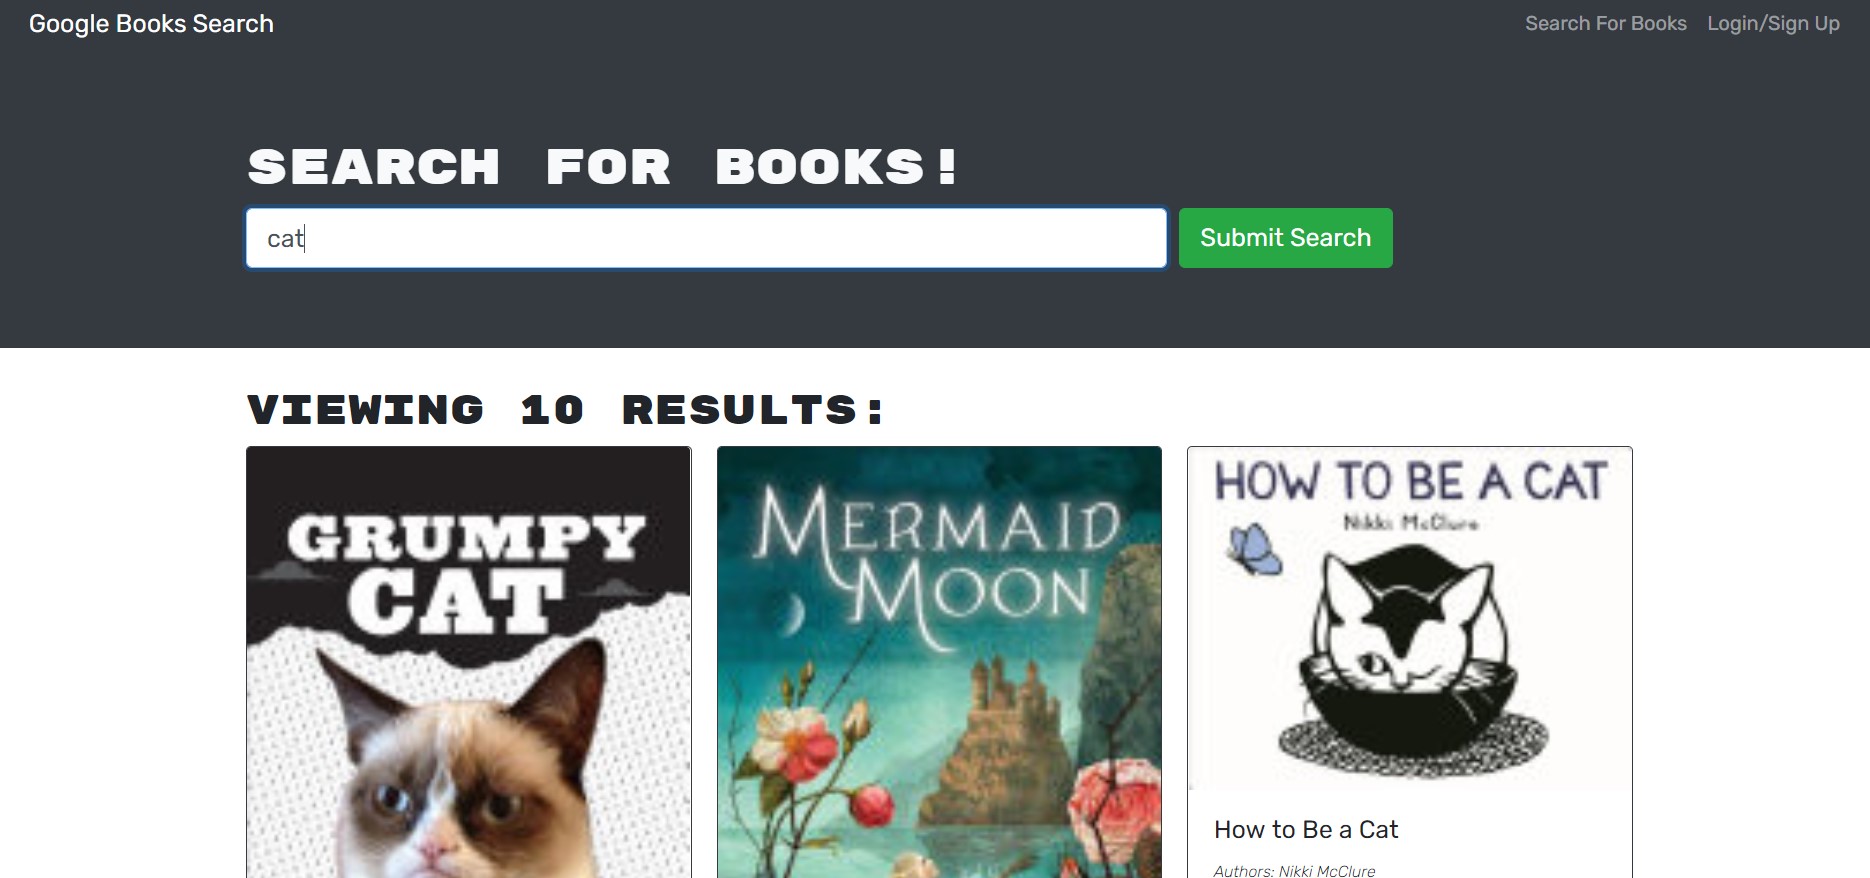 Google Books Search
Search For Books
Login/Sign Up
SEARCH FOR BOOKS!
cat
Submit Search
VIEWING 10 RESULTS:
GRUMPY
CAT
MERMAID
MOON
HOW TO BE A CAT
Nikki McClure
How to Be a Cat
Authors: Nikki McClure